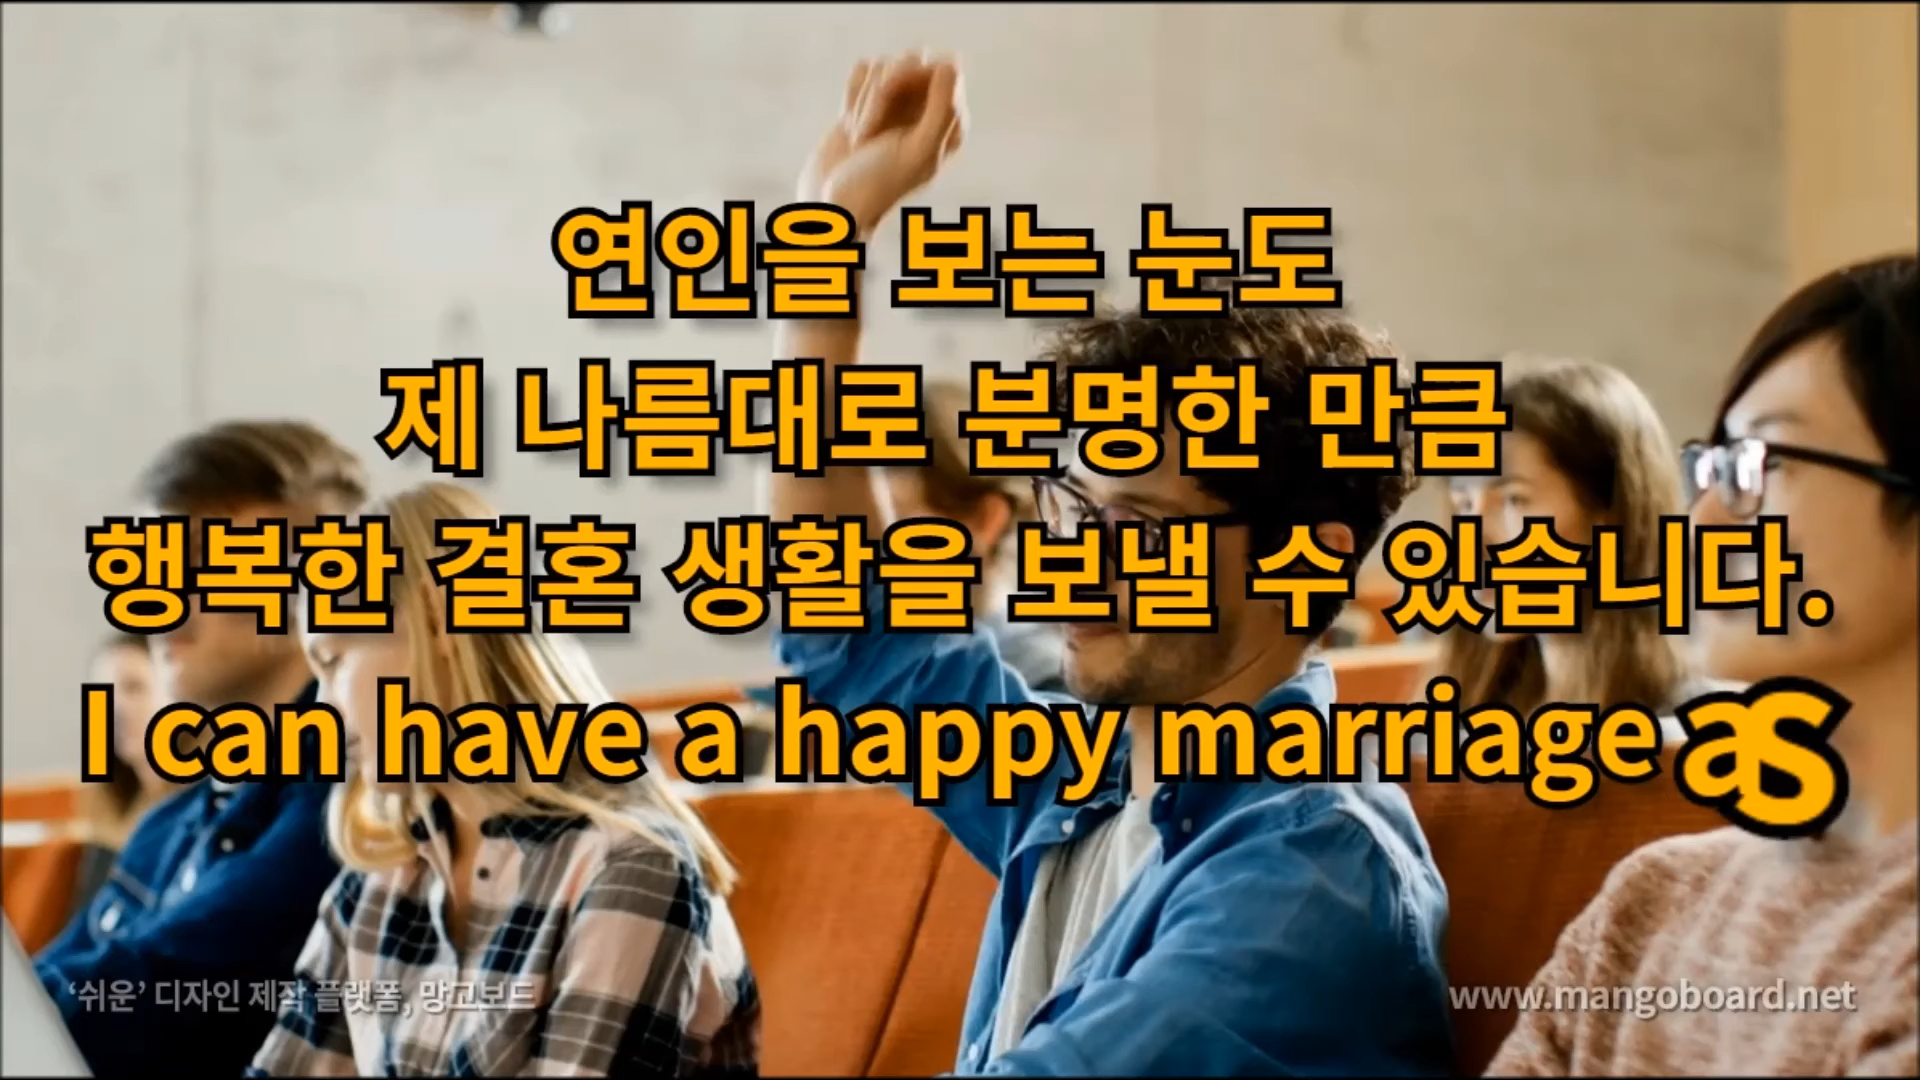 연인을 보는 눈도
제 나름대로 분명한 만큼
행복한 결혼 생활을 보낼 수 있습니다.
I can have a happy marriage as
‘쉬운’ 디자인 제작 플랫폼, 망고보드
www.mangoboard.net